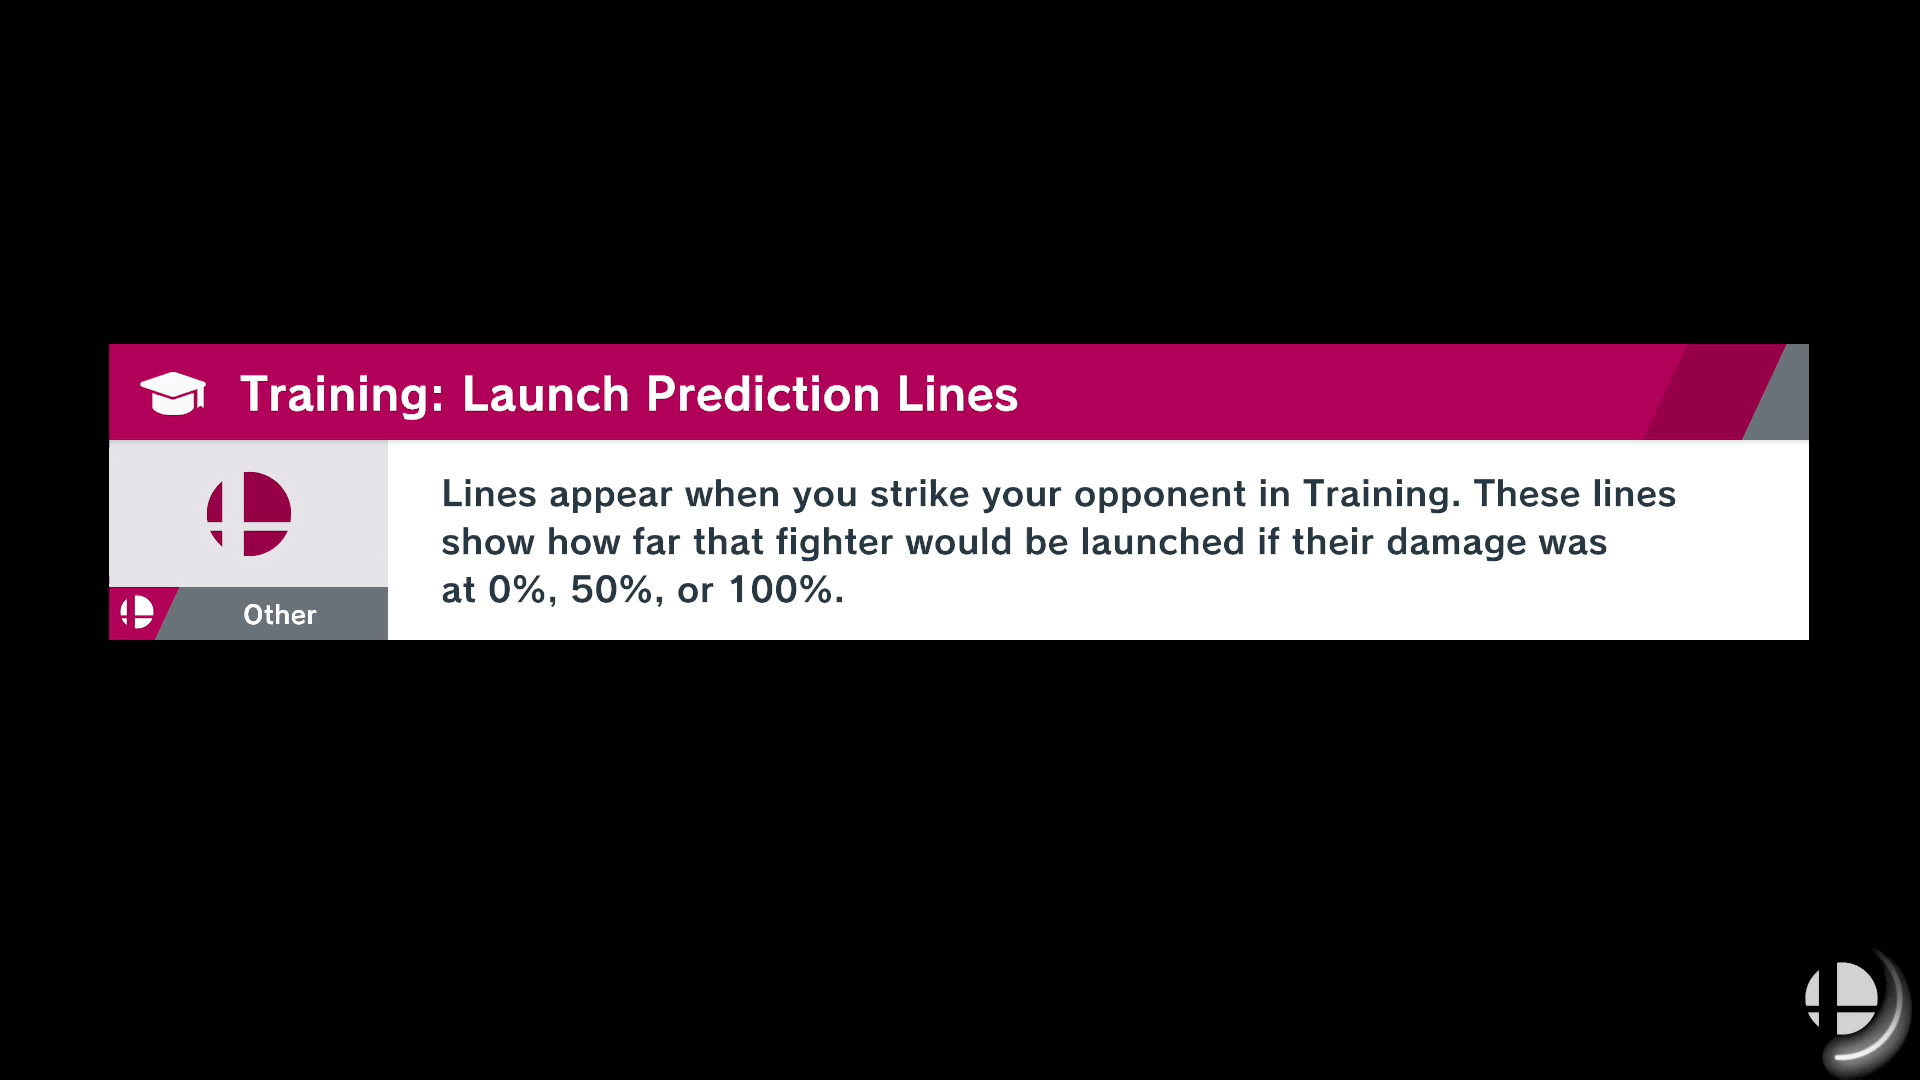 Training: Launch Prediction Lines
Lines appear when you strike your opponent in Training. These lines
show how far that fighter would be launched if their damage was
at 0%, 50%, or 100%.
Other